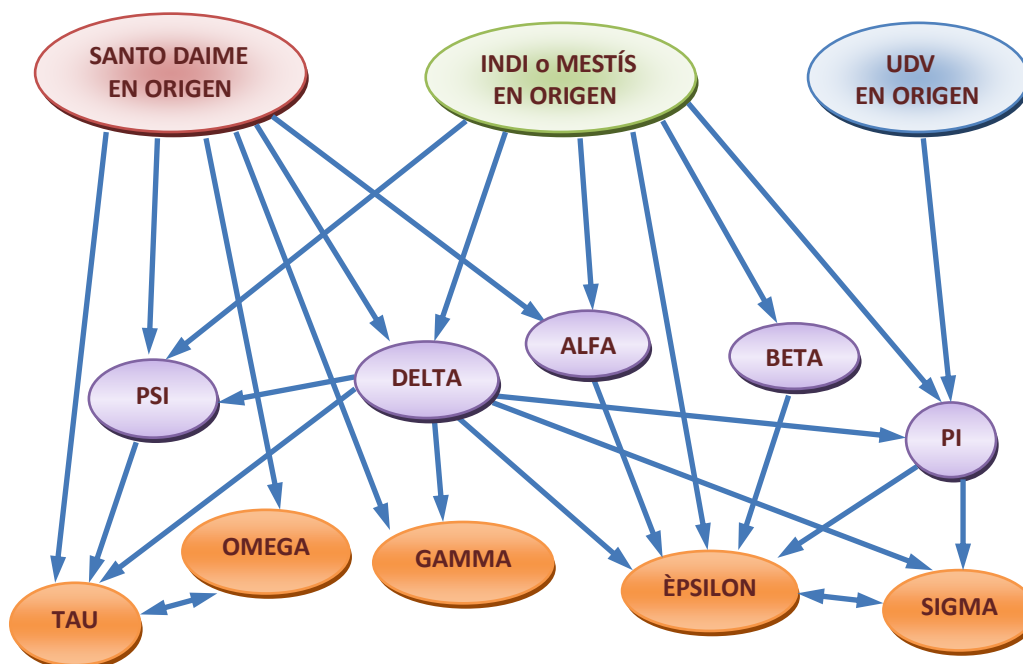 SANTO DAIME
EN ORIGEN
INDI o MESTÍS
EN ORIGEN
UDV
EN ORIGEN
ALFA
BETA
DELTA
PSI
PI
OMEGA
GAMMA
ÈPSILON
SIGMA
TAU